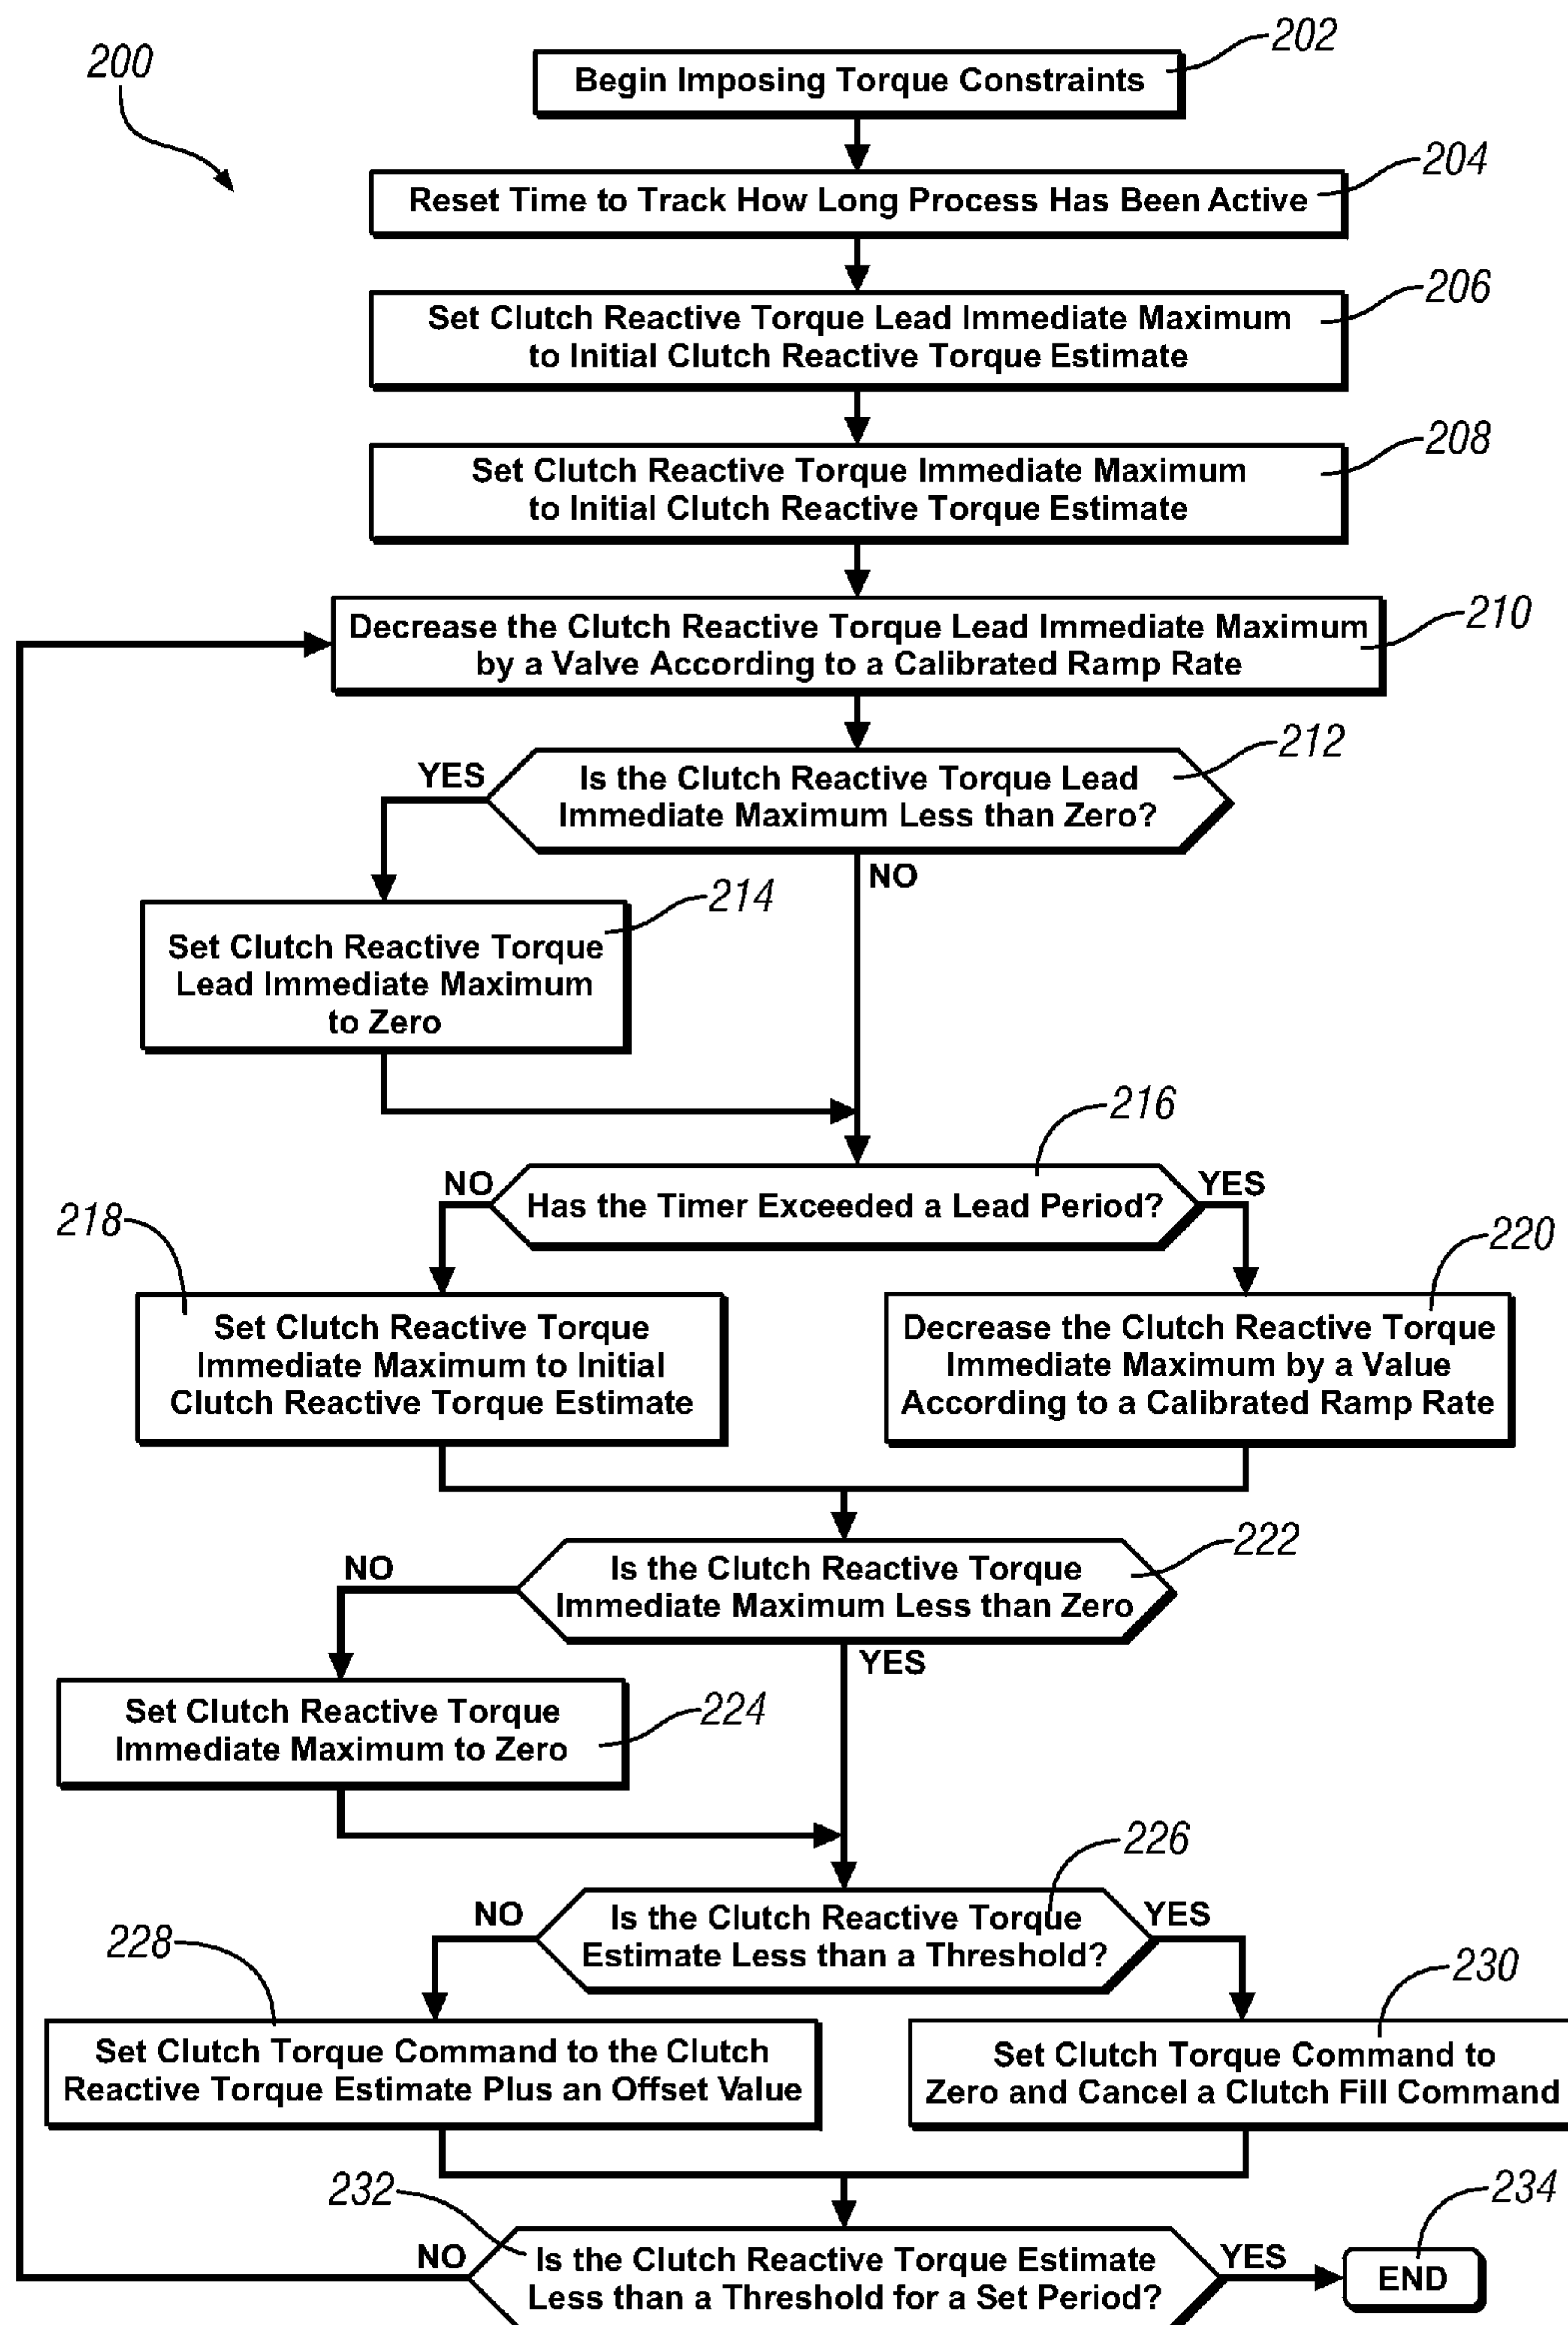 200
202
Begin Imposing Torque Constraints
204
Reset Time to Track How Long Process Has Been Active
206
Set Clutch Reactive Torque Lead Immediate Maximum
to Initial Clutch Reactive Torque Estimate
208
Set Clutch Reactive Torque Immediate Maximum
to Initial Clutch Reactive Torque Estimate
210
Decrease the Clutch Reactive Torque Lead Immediate Maximum
by a Valve According to a Calibrated Ramp Rate
212
YES
Is the Clutch Reactive Torque Lead
Immediate Maximum Less than Zero?
NO
214
Set Clutch Reactive Torque
Lead Immediate Maximum
to Zero
216
NO
Has the Timer Exceeded a Lead Period?
YES
218
Set Clutch Reactive Torque
Immediate Maximum to Initial
Clutch Reactive Torque Estimate
220
Decrease the Clutch Reactive Torque
Immediate Maximum by a Value
According to a Calibrated Ramp Rate
222
NO
Is the Clutch Reactive Torque
Immediate Maximum Less than Zero
YES
Set Clutch Reactive Torque
Immediate Maximum to Zero
224
226
NO
Is the Clutch Reactive Torque
Estimate Less than a Threshold?
YES
228
Set Clutch Torque Command to the Clutch
Reactive Torque Estimate Plus an Offset Value
230
Set Clutch Torque Command to
Zero and Cancel a Clutch Fill Command
232
NO
Is the Clutch Reactive Torque Estimate
Less than a Threshold for a Set Period?
YES
234
END